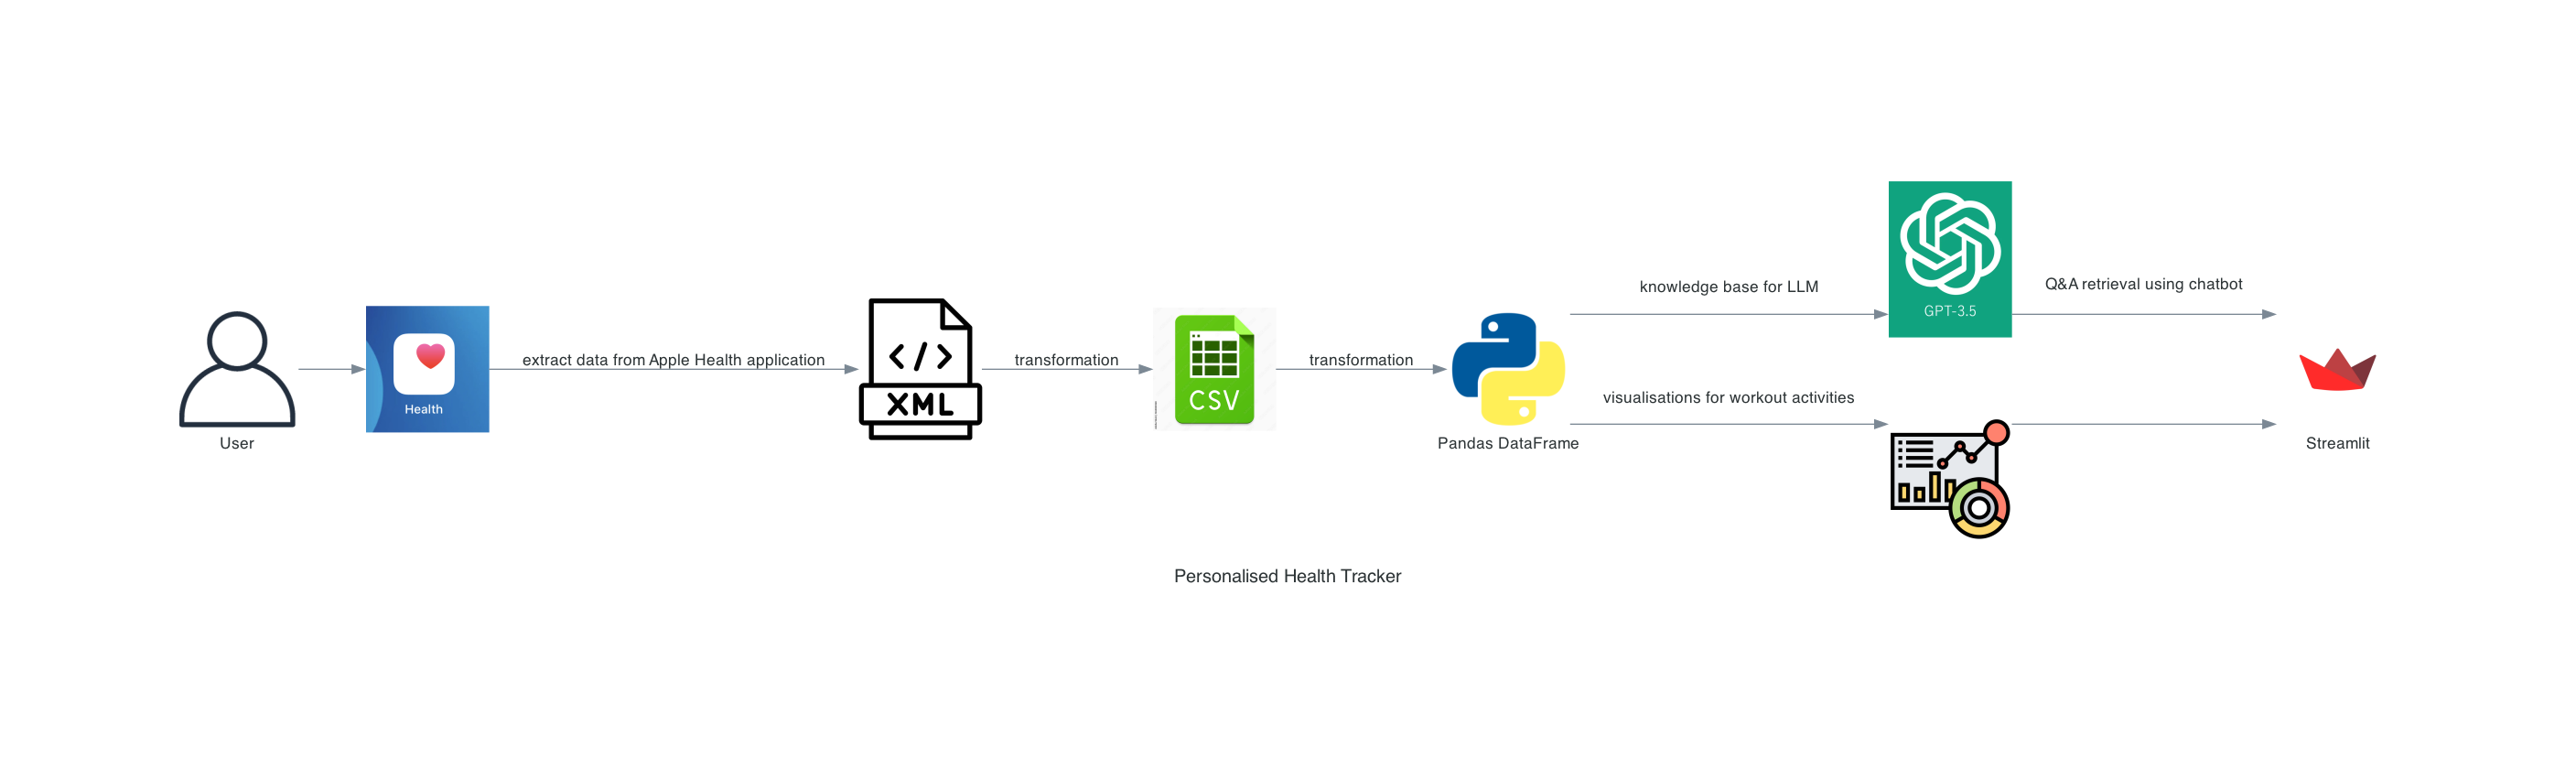 User
Health
extract data from Apple Health application
</>
XML
transformation
CSV
transformation
Pandas DataFrame
knowledge base for LLM
visualisations for workout activities
GPT-3.5
Q&A retrieval using chatbot
Streamlit
Personalised Health Tracker